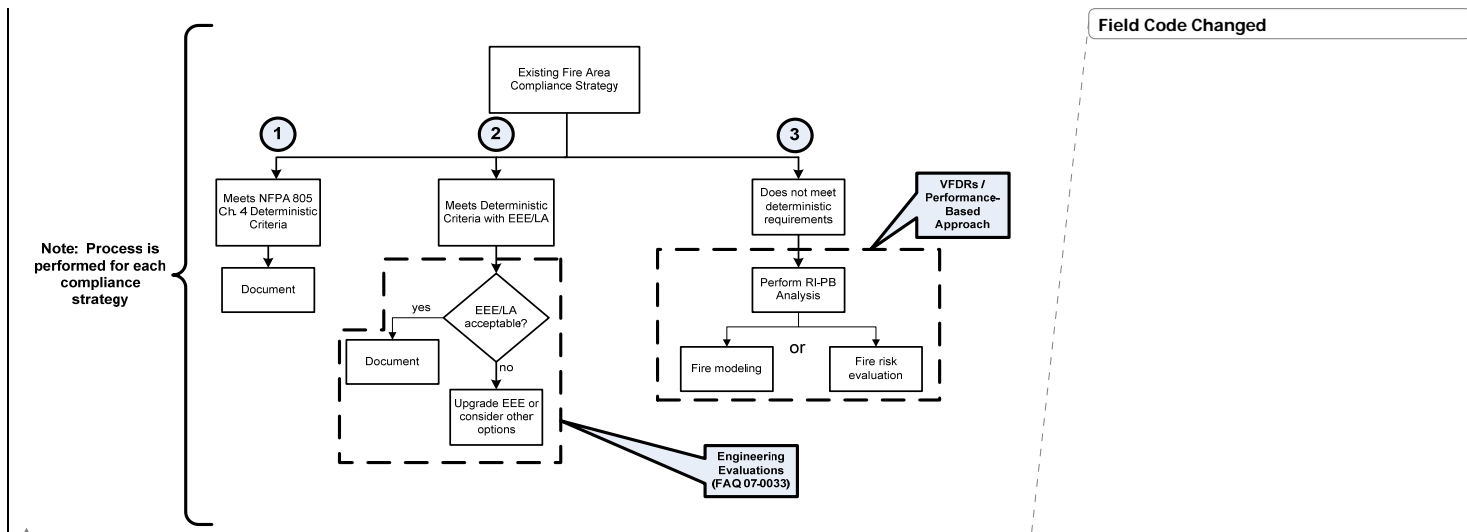 Field Code Changed
Existing Fire Area
Compliance Strategy
1
2
3
Meets NFPA 805
Ch. 4 Deterministic
Criteria
Meets Deterministic
Criteria with EEE/LA
Does not meet
deterministic
requirements
VFDRs /
Performance-
Based
Approach
Note: Process is
performed for each
compliance
strategy
Document
yes
EEE/LA
acceptable?
Document
no
Upgrade EEE or
consider other
options
Perform RI-PB
Analysis
Fire modeling
or
Fire risk
evaluation
Engineering
Evaluations
(FAQ 07-0033)